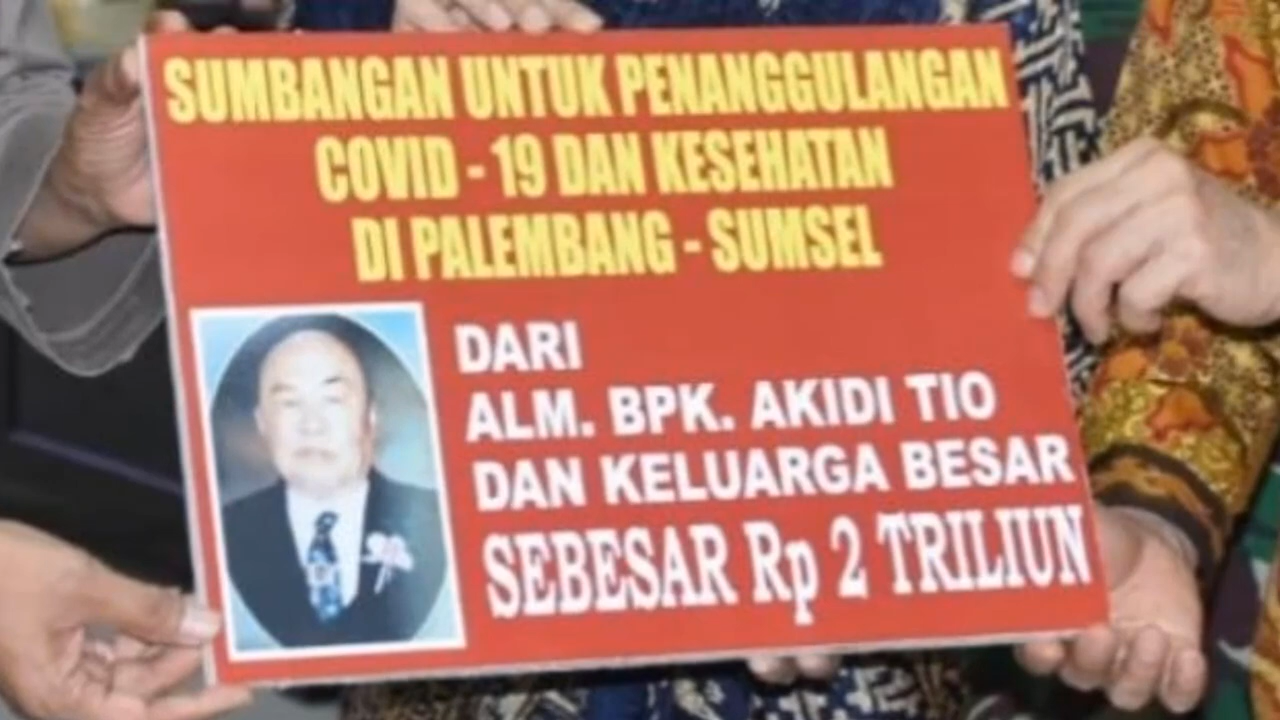 SUMBANGAN UNTUK PENANGGULANGAN
COVID - 19 DAN KESEHATAN
DI PALEMBANG - SUMSEL
DARI
ALM. BPK. AKIDI TIO
DAN KELUARGA BESAR
SEBESAR Rp 2 TRILIUN